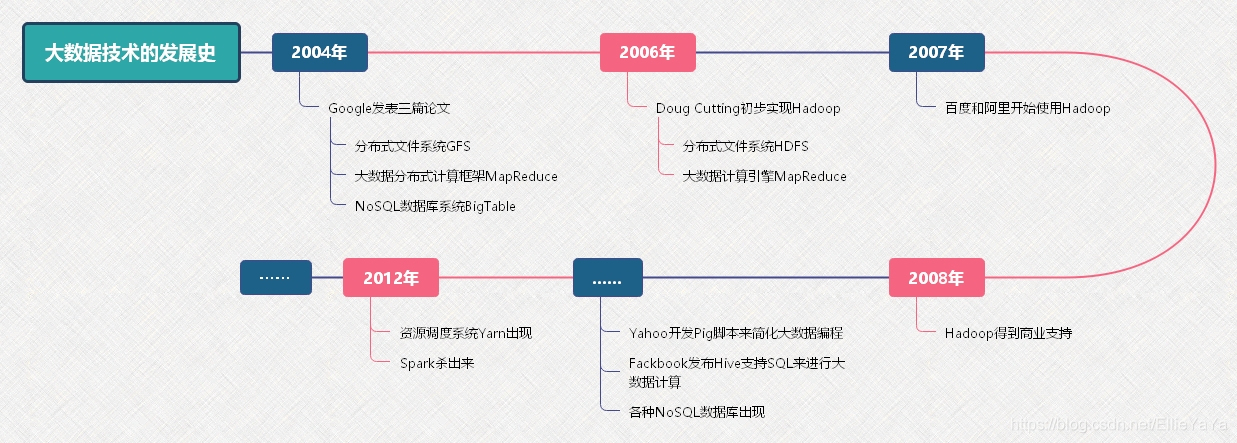 大数据技术的发展史
2004年
2006年
2007年
Google发表三篇论文
分布式文件系统GFS
大数据分布式计算框架MapReduce
NoSQL数据库系统BigTable
Doug Cutting初步实现Hadoop
分布式文件系统HDFS
大数据计算引擎MapReduce
百度和阿里开始使用Hadoop
2008年
Hadoop得到商业支持
......
Yahoo开发Pig脚本来简化大数据编程
Fackbook发布Hive支持SQL来进行大
数据计算
各种NoSQL数据库出现
2012年
资源调度系统Yarn出现
Spark杀出来
······
https://blog.csdn.net/EllieYaYa